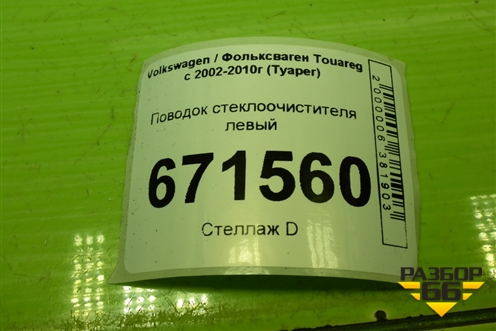 Volkswagen / Фольксваген Touareg
с 2002-2010г (Туарег)
Поводок стеклоочистителя
левый
671560
Стеллаж D
2000006381903
РАЗБОР
66